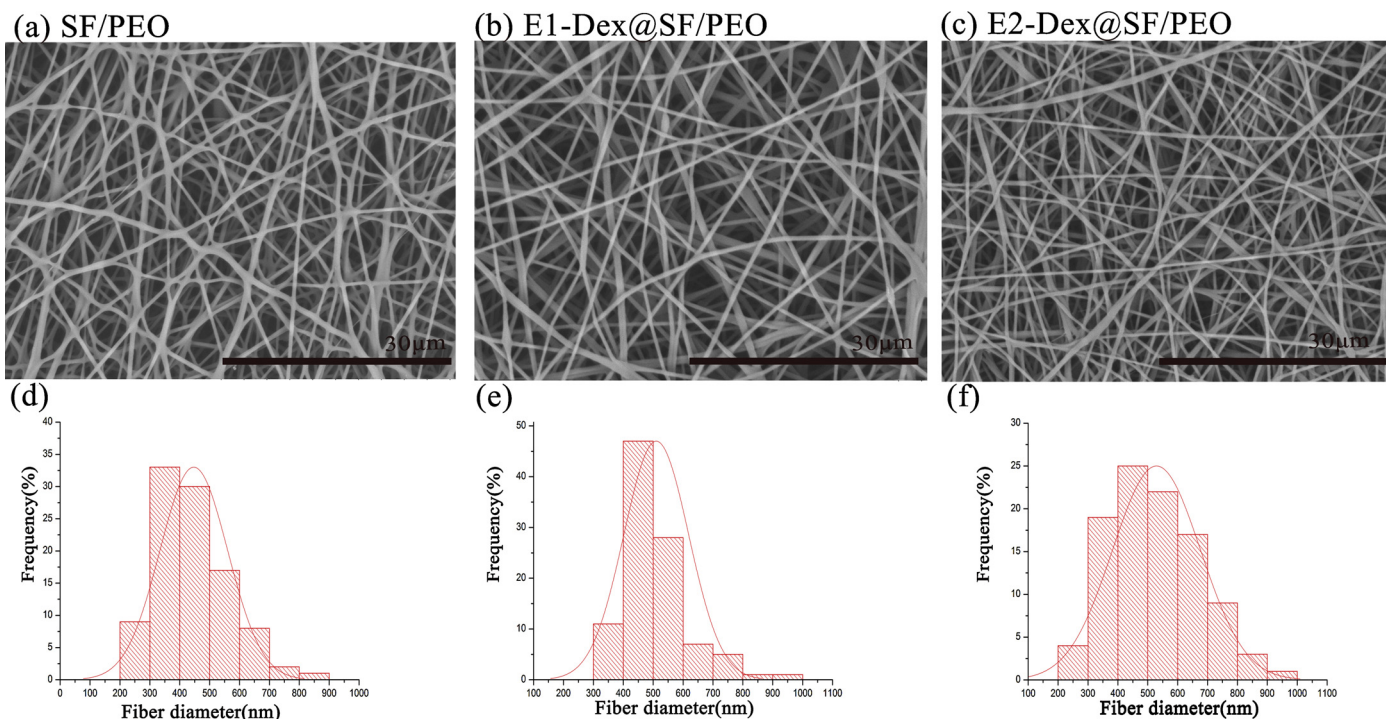 (a) SF/PEO
(b) E1-Dex@SF/PEO
(c) E2-Dex@SF/PEO
30μm
30μm
30μm
(d)
(e)
(f)
40
35
30
25
20
15
10
5
0
Frequency(%)
0 100 200 300 400 500 600 700 800 900 1000
Fiber diameter(nm)
50
40
30
20
10
0
Frequency(%)
100 200 300 400 500 600 700 800 900 1000 1100
Fiber diameter(nm)
30
25
20
15
10
5
0
Frequency(%)
100 200 300 400 500 600 700 800 900 1000 1100
Fiber diameter(nm)